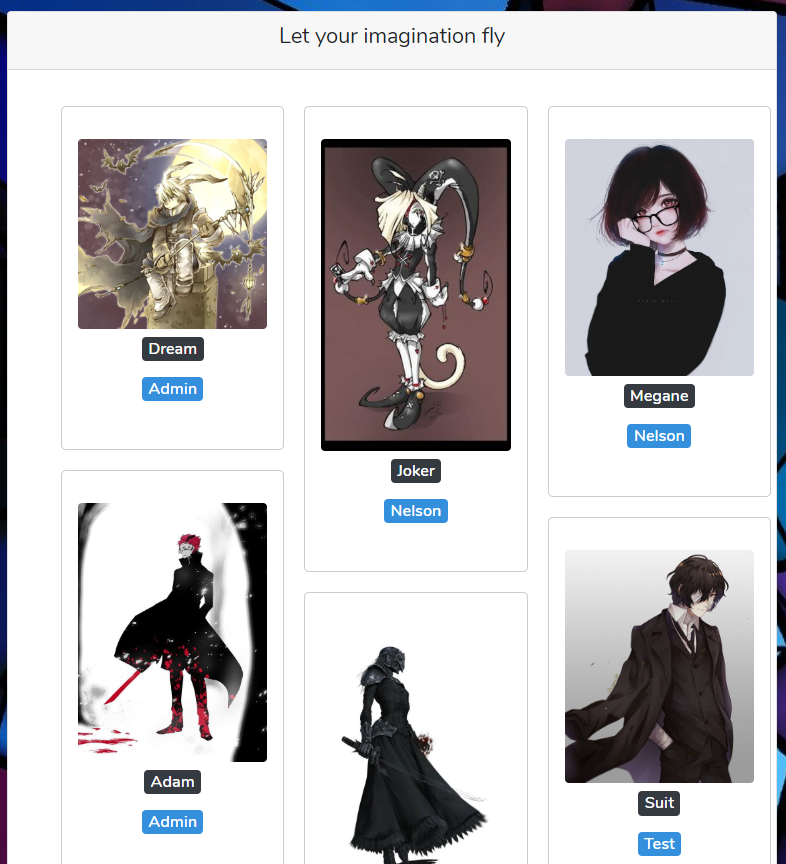 Let your imagination fly
Dream
Admin
Joker
Nelson
Megane
Nelson
Adam
Admin
Suit
Test